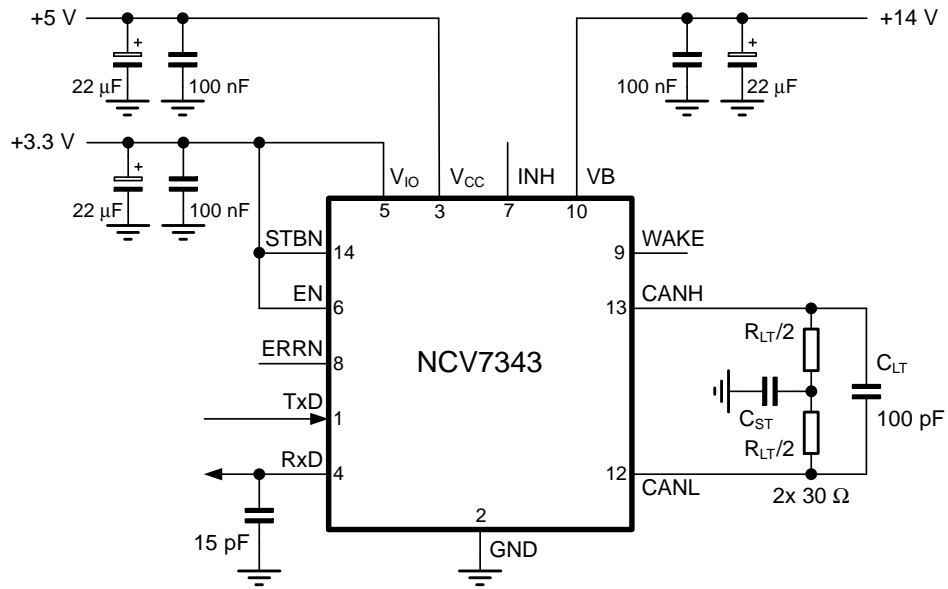 +5 V
+14 V
+
22 µF
100 nF
100 nF
+
22 µF
+3.3 V
+
22 µF
100 nF
VIO
VCC
INH
VB
5
3
7
10
STBN
14
9
WAKE
EN
6
13
CANH
ERRN
8
NCV7343
RLT/2
CLT
100 pF
CST
RLT/2
TxD
1
RxD
4
12
CANL
2x 30 Ω
15 pF
2
GND